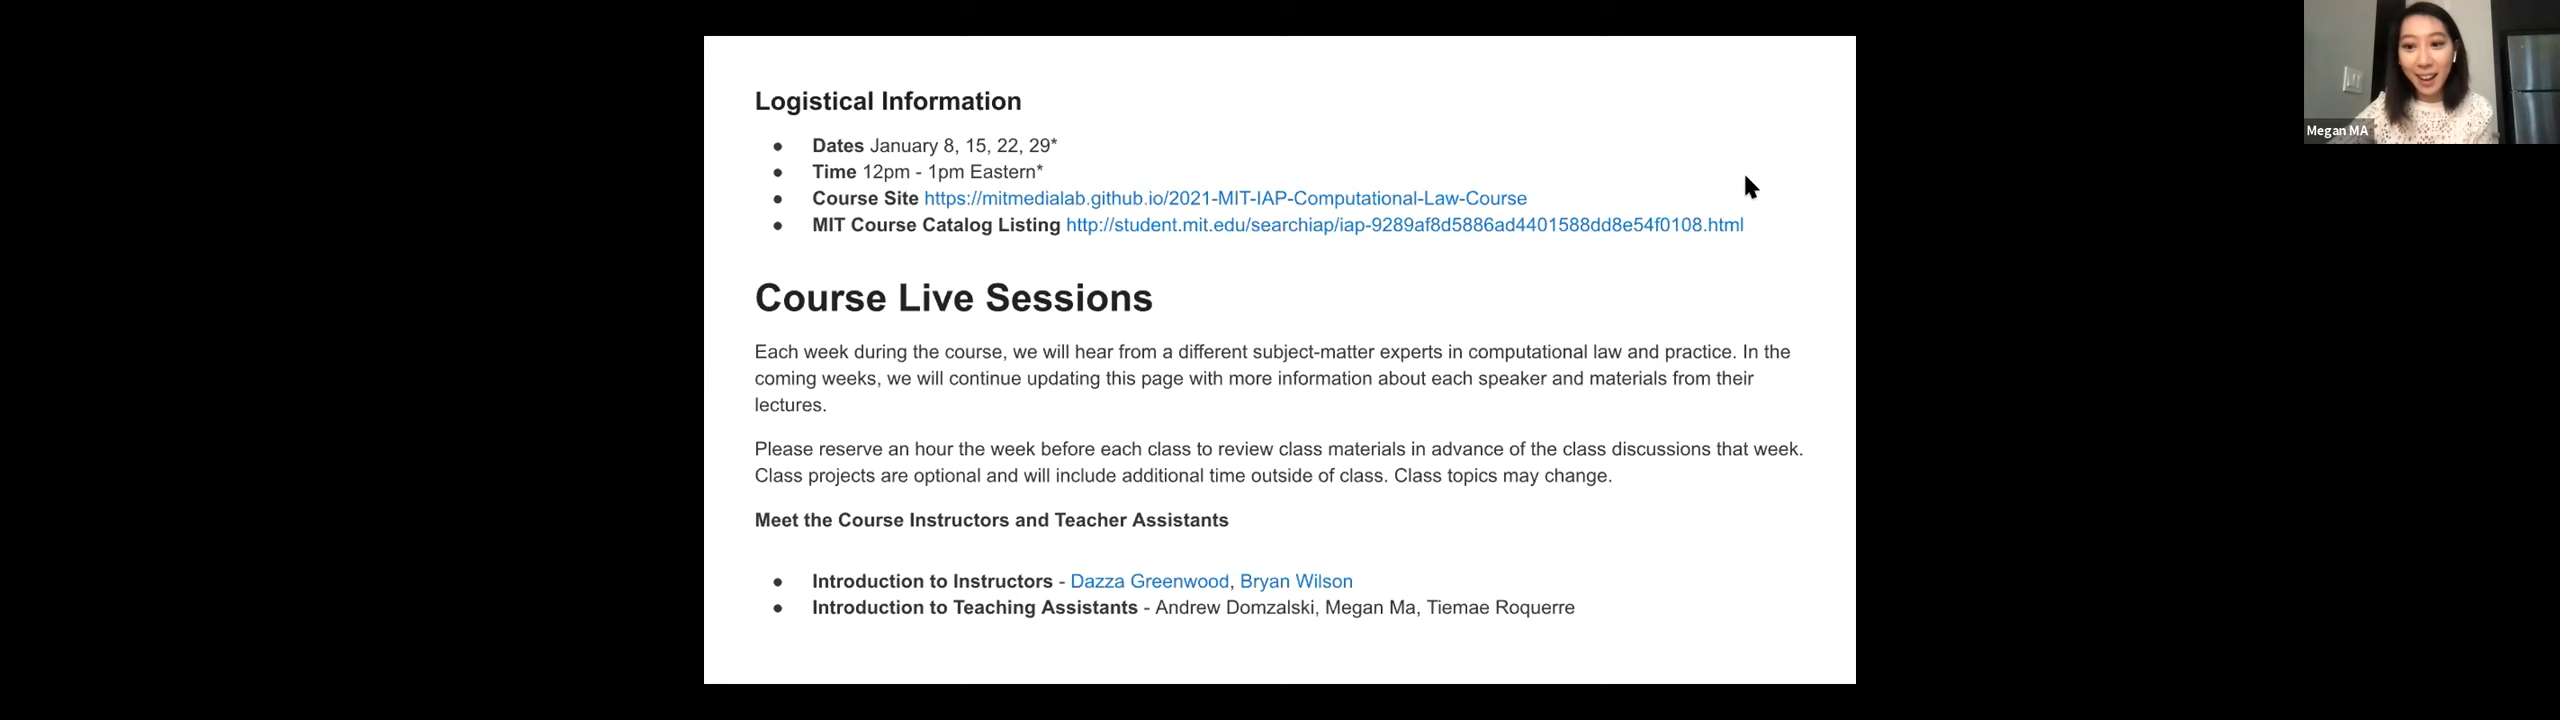 Logistical Information
● Dates January 8, 15, 22, 29*
● Time 12pm - 1pm Eastern*
● Course Site https://mitmedialab.github.io/2021-MIT-IAP-Computational-Law-Course
● MIT Course Catalog Listing http://student.mit.edu/searchiap/iap-9289af8d5886ad4401588dd8e54f0108.html
Course Live Sessions
Each week during the course, we will hear from a different subject-matter experts in computational law and practice. In the
coming weeks, we will continue updating this page with more information about each speaker and materials from their
lectures.
Please reserve an hour the week before each class to review class materials in advance of the class discussions that week.
Class projects are optional and will include additional time outside of class. Class topics may change.
Meet the Course Instructors and Teacher Assistants
● Introduction to Instructors - Dazza Greenwood, Bryan Wilson
● Introduction to Teaching Assistants - Andrew Domzalski, Megan Ma, Tiemae Roquerre
Megan MA